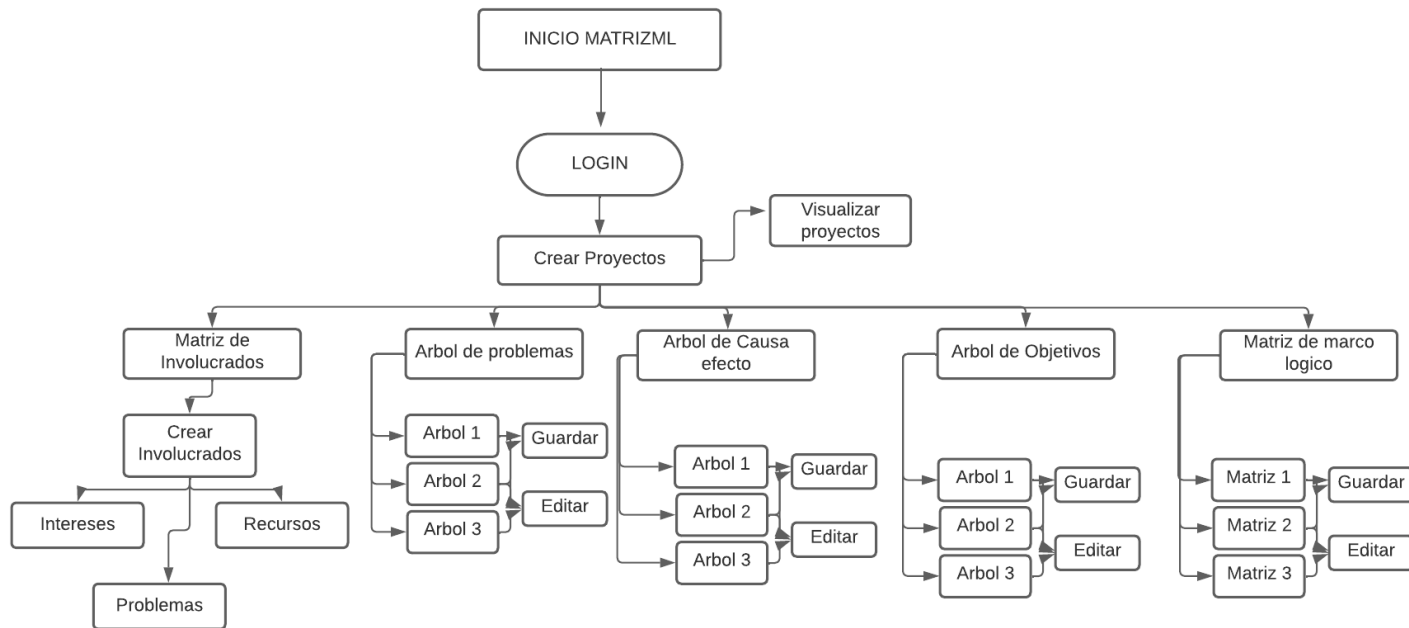 INICIO MATRIZML
LOGIN
Visualizar
proyectos
Crear Proyectos
Matriz de
Involucrados
Arbol de problemas
Arbol de Causa
efecto
Arbol de Objetivos
Matriz de marco
logico
Crear
Involucrados
Intereses
Recursos
Problemas
Arbol 1
Arbol 2
Arbol 3
Guardar
Editar
Arbol 1
Arbol 2
Arbol 3
Guardar
Editar
Arbol 1
Arbol 2
Arbol 3
Guardar
Editar
Matriz 1
Matriz 2
Matriz 3
Guardar
Editar